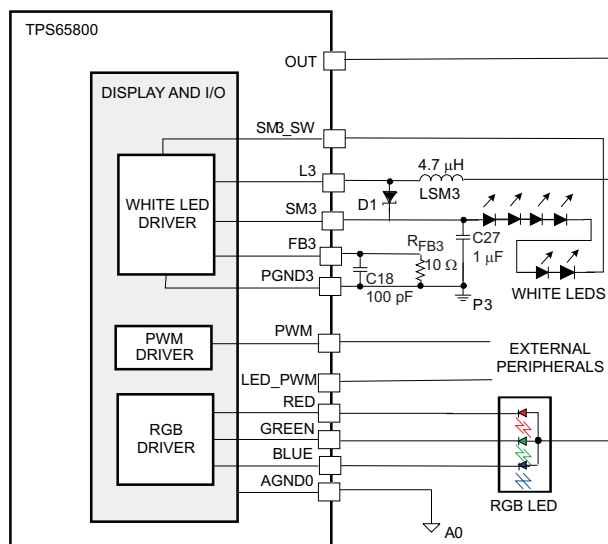 TPS65800
OUT
DISPLAY AND I/O
SM3_SW
4.7 μH
L3
LSM3
D1
WHITE LED
DRIVER
SM3
C27
1 μF
FB3
RFB3
10 Ω
C18
100 pF
PGND3
P3
WHITE LEDS
PWM
PWM
DRIVER
EXTERNAL
PERIPHERALS
LED_PWM
RED
RGB
DRIVER
GREEN
BLUE
AGND0
RGB LED
A0